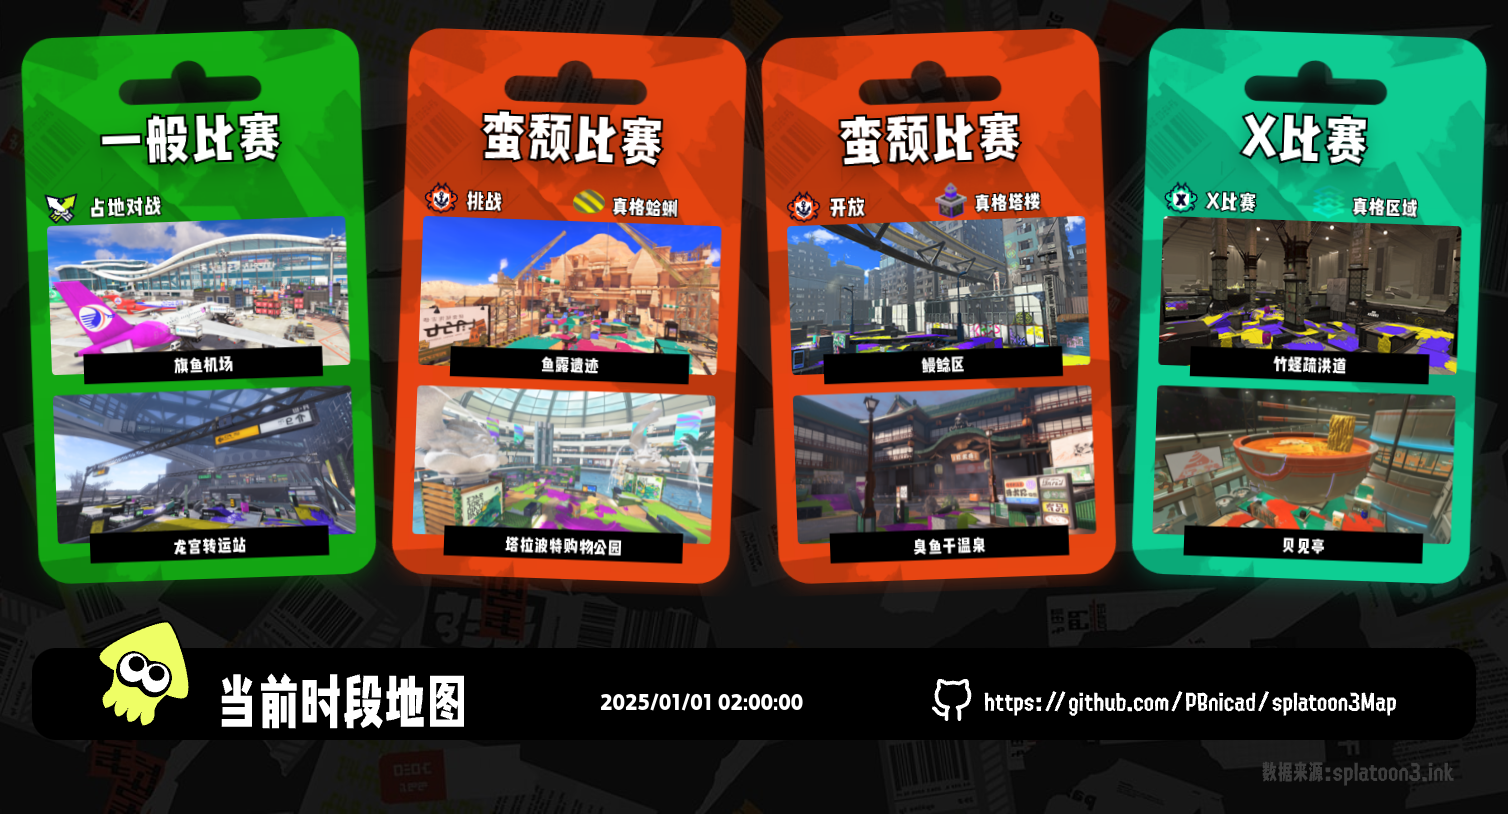 一般比赛
占地对战
旗鱼机场
龙宫转运站
蛮颓比赛
挑战
真格蛤蜊
鱼露遗迹
塔拉波特购物公园
蛮颓比赛
开放
真格塔楼
鳗鲶区
臭鱼干温泉
X比赛
X比赛
真格区域
竹蛏疏洪道
贝见亭
当前时段地图
2025/01/01 02:00:00
https://github.com/PBnicad/splatoon3Map
数据来源:splatoon3.ink